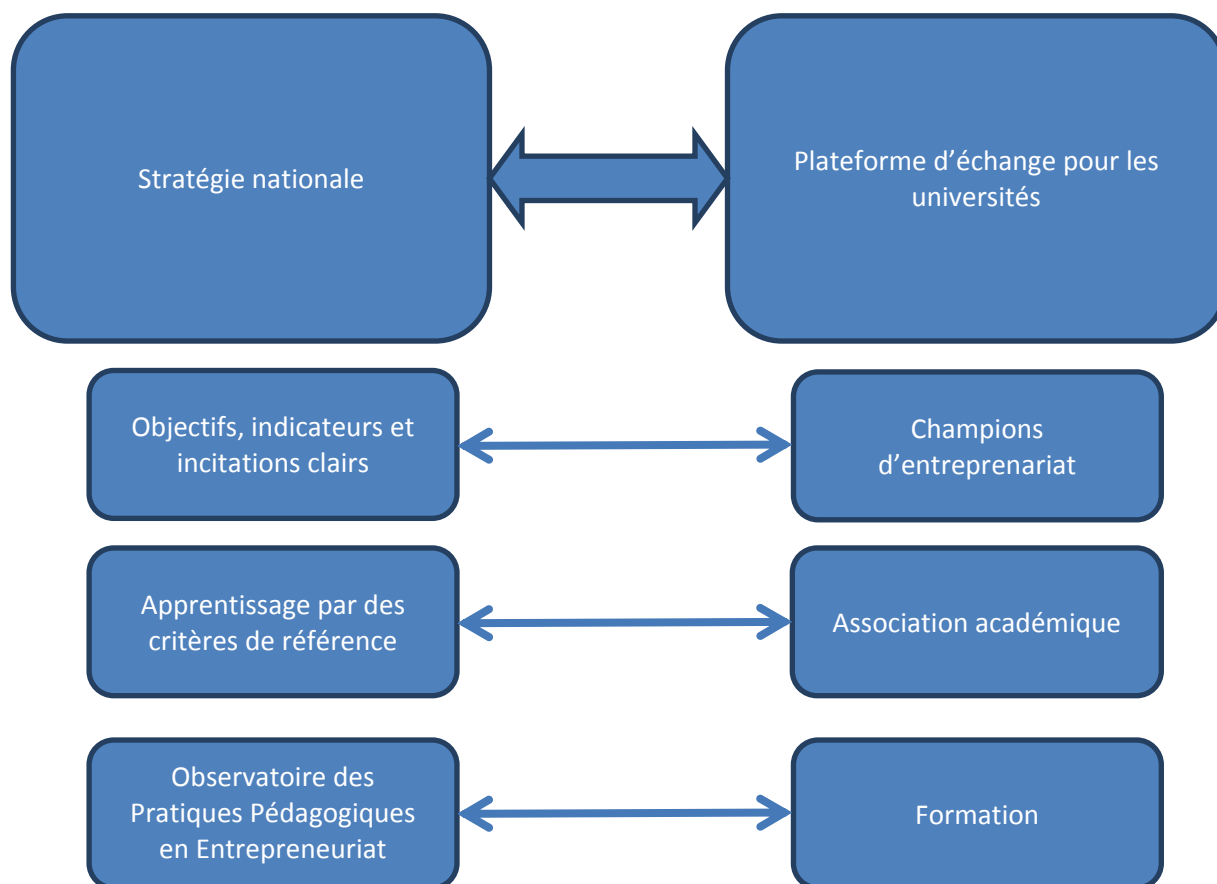 Stratégie nationale
Plateforme d'échange pour les
universités
Objectifs, indicateurs et
incitations clairs
Champions
d'entreprenariat
Apprentissage par des
critères de référence
Association académique
Observatoire des
Pratiques Pédagogiques
en Entrepreneuriat
Formation